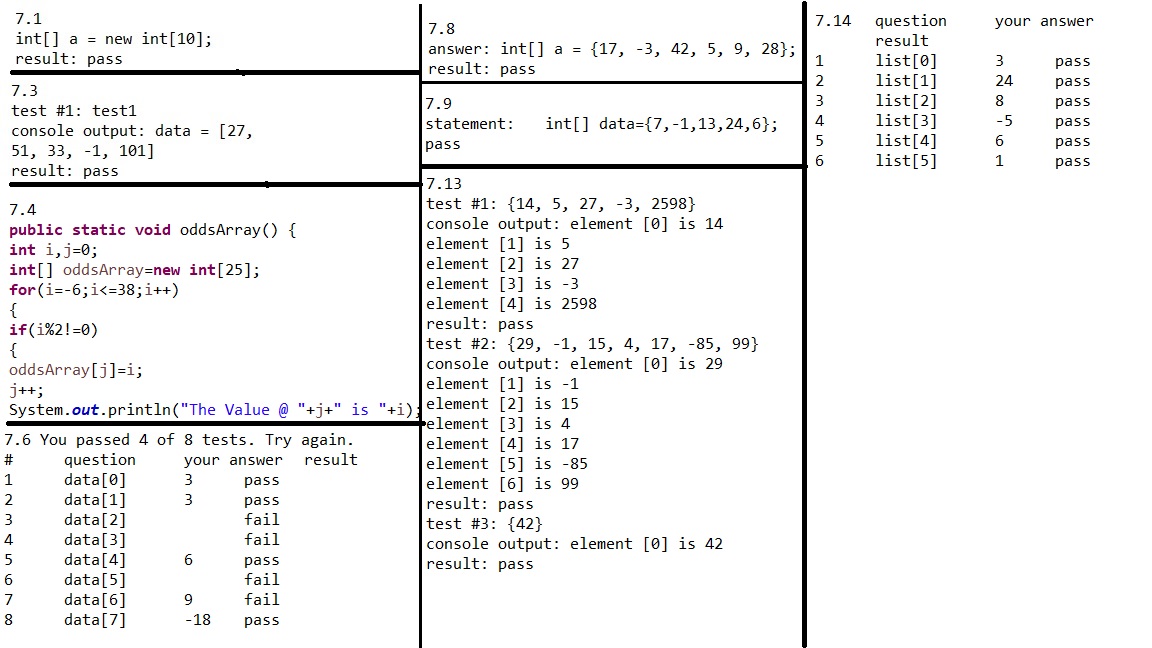 7.1
int[] a = new int[10];
result: pass
7.3
test #1: test1
console output: data = [27,
51, 33, -1, 101]
result: pass
7.4
public static void oddsArray() {
int i,j=0;
int[] oddsArray=new int[25];
for(i=-6;i<=38;i++)
{
if(i%2!=0)
{
oddsArray[j]=i;
j++;
System.out.println("The Value @ "+j+" is "+i);
7.6 You passed 4 of 8 tests. Try again.
# question your answer result
1 data[0] 3 pass
2 data[1] 3 pass
3 data[2] fail
4 data[3] fail
5 data[4] 6 pass
6 data[5] fail
7 data[6] 9 fail
8 data[7] -18 pass
7.8
answer: int[] a = {17, -3, 42, 5, 9, 28};
result: pass
7.9
statement: int[] data={7,-1,13,24,6};
pass
7.13
test #1: {14, 5, 27, -3, 2598}
console output: element [0] is 14
element [1] is 5
element [2] is 27
element [3] is -3
element [4] is 2598
result: pass
test #2: {29, -1, 15, 4, 17, -85, 99}
console output: element [0] is 29
element [1] is -1
element [2] is 15
element [3] is 4
element [4] is 17
element [5] is -85
element [6] is 99
result: pass
test #3: {42}
console output: element [0] is 42
result: pass
7.14 question your answer
result
1 list[0] 3 pass
2 list[1] 24 pass
3 list[2] 8 pass
4 list[3] -5 pass
5 list[4] 6 pass
6 list[5] 1 pass